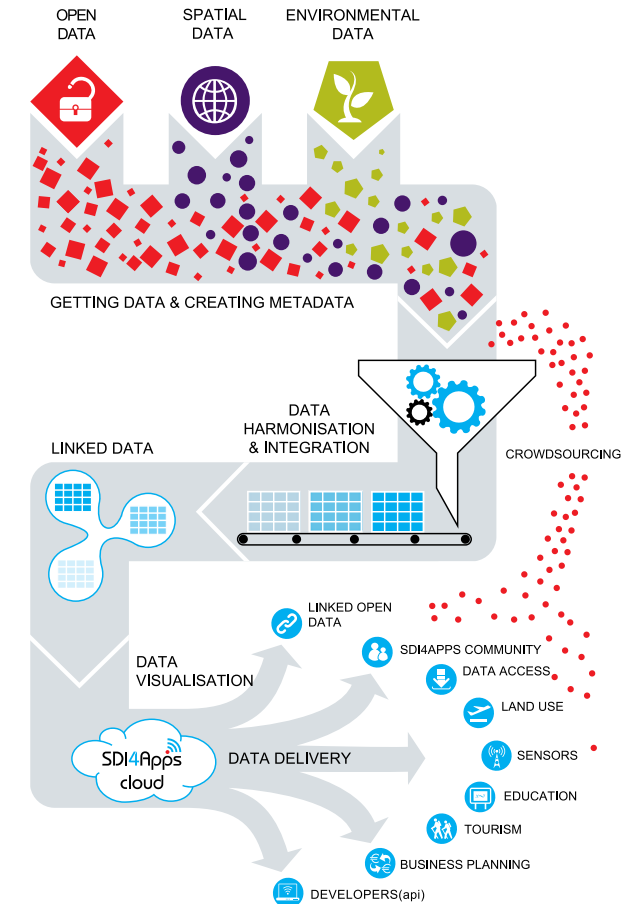 OPEN
DATA
SPATIAL
DATA
ENVIRONMENTAL
DATA
GETTING DATA & CREATING METADATA
DATA
HARMONISATION
& INTEGRATION
LINKED DATA
CROWDSOURCING
LINKED OPEN
DATA
SDI4APPS COMMUNITY
DATA ACCESS
DATA
VISUALISATION
LAND USE
SDI4Apps
cloud
DATA DELIVERY
SENSORS
EDUCATION
TOURISM
BUSINESS PLANNING
DEVELOPERS(api)